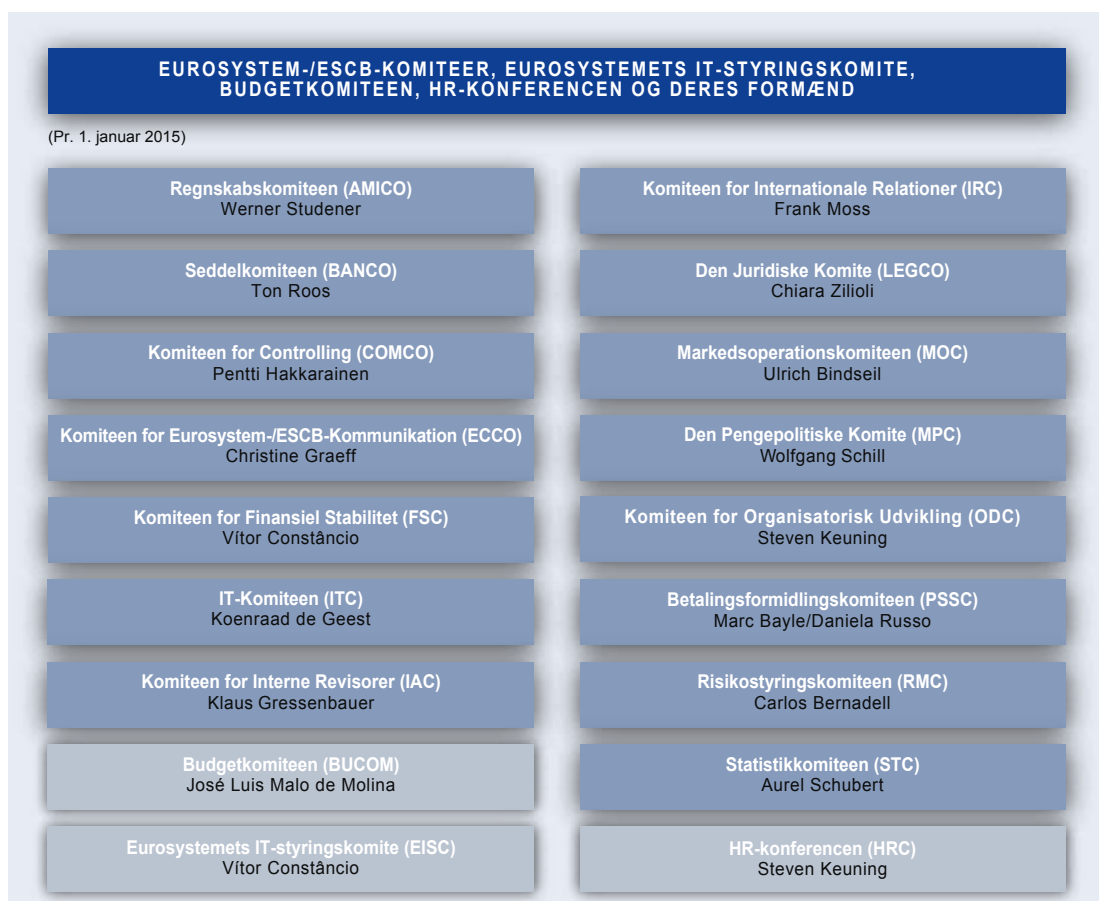 EUROSYSTEM-/ESCB-KOMITEER, EUROSYSTEMETS IT-STYRINGSKOMITE,
BUDGETKOMITEEN, HR-KONFERENCEN OG DERES FORMÆND
(Pr. 1. januar 2015)
Regnskabskomiteen (AMICO)
Werner Studener
Seddelkomiteen (BANCO)
Ton Roos
Komiteen for Controlling (COMCO)
Pentti Hakkarainen
Komiteen for Eurosystem-/ESCB-Kommunikation (ECCO)
Christine Graeff
Komiteen for Finansiel Stabilitet (FSC)
Vítor Constâncio
IT-Komiteen (ITC)
Koenraad de Geest
Komiteen for Interne Revisorer (IAC)
Klaus Gressenbauer
Budgetkomiteen (BUCOM)
José Luis Malo de Molina
Eurosystemets IT-styringskomite (EISC)
Vítor Constâncio
Komiteen for Internationale Relationer (IRC)
Frank Moss
Den Juridiske Komite (LEGCO)
Chiara Zilioli
Markedsoperationskomiteen (MOC)
Ulrich Bindseil
Den Pengepolitiske Komite (MPC)
Wolfgang Schill
Komiteen for Organisatorisk Udvikling (ODC)
Steven Keuning
Betalingsformidlingskomiteen (PSSC)
Marc Bayle/Daniela Russo
Risikostyringskomiteen (RMC)
Carlos Bernadell
Statistikkomiteen (STC)
Aurel Schubert
HR-konferencen (HRC)
Steven Keuning